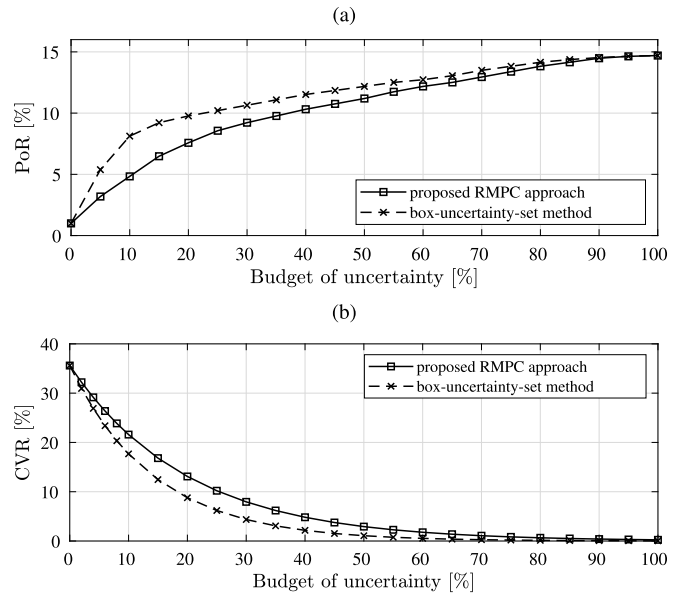 (a)
15
10
5
0
PoR [%]
proposed RMPC approach
box-uncertainty-set method
0 10 20 30 40 50 60 70 80 90 100
Budget of uncertainty [%]
(b)
40
30
20
10
0
CVR [%]
proposed RMPC approach
box-uncertainty-set method
0 10 20 30 40 50 60 70 80 90 100
Budget of uncertainty [%]